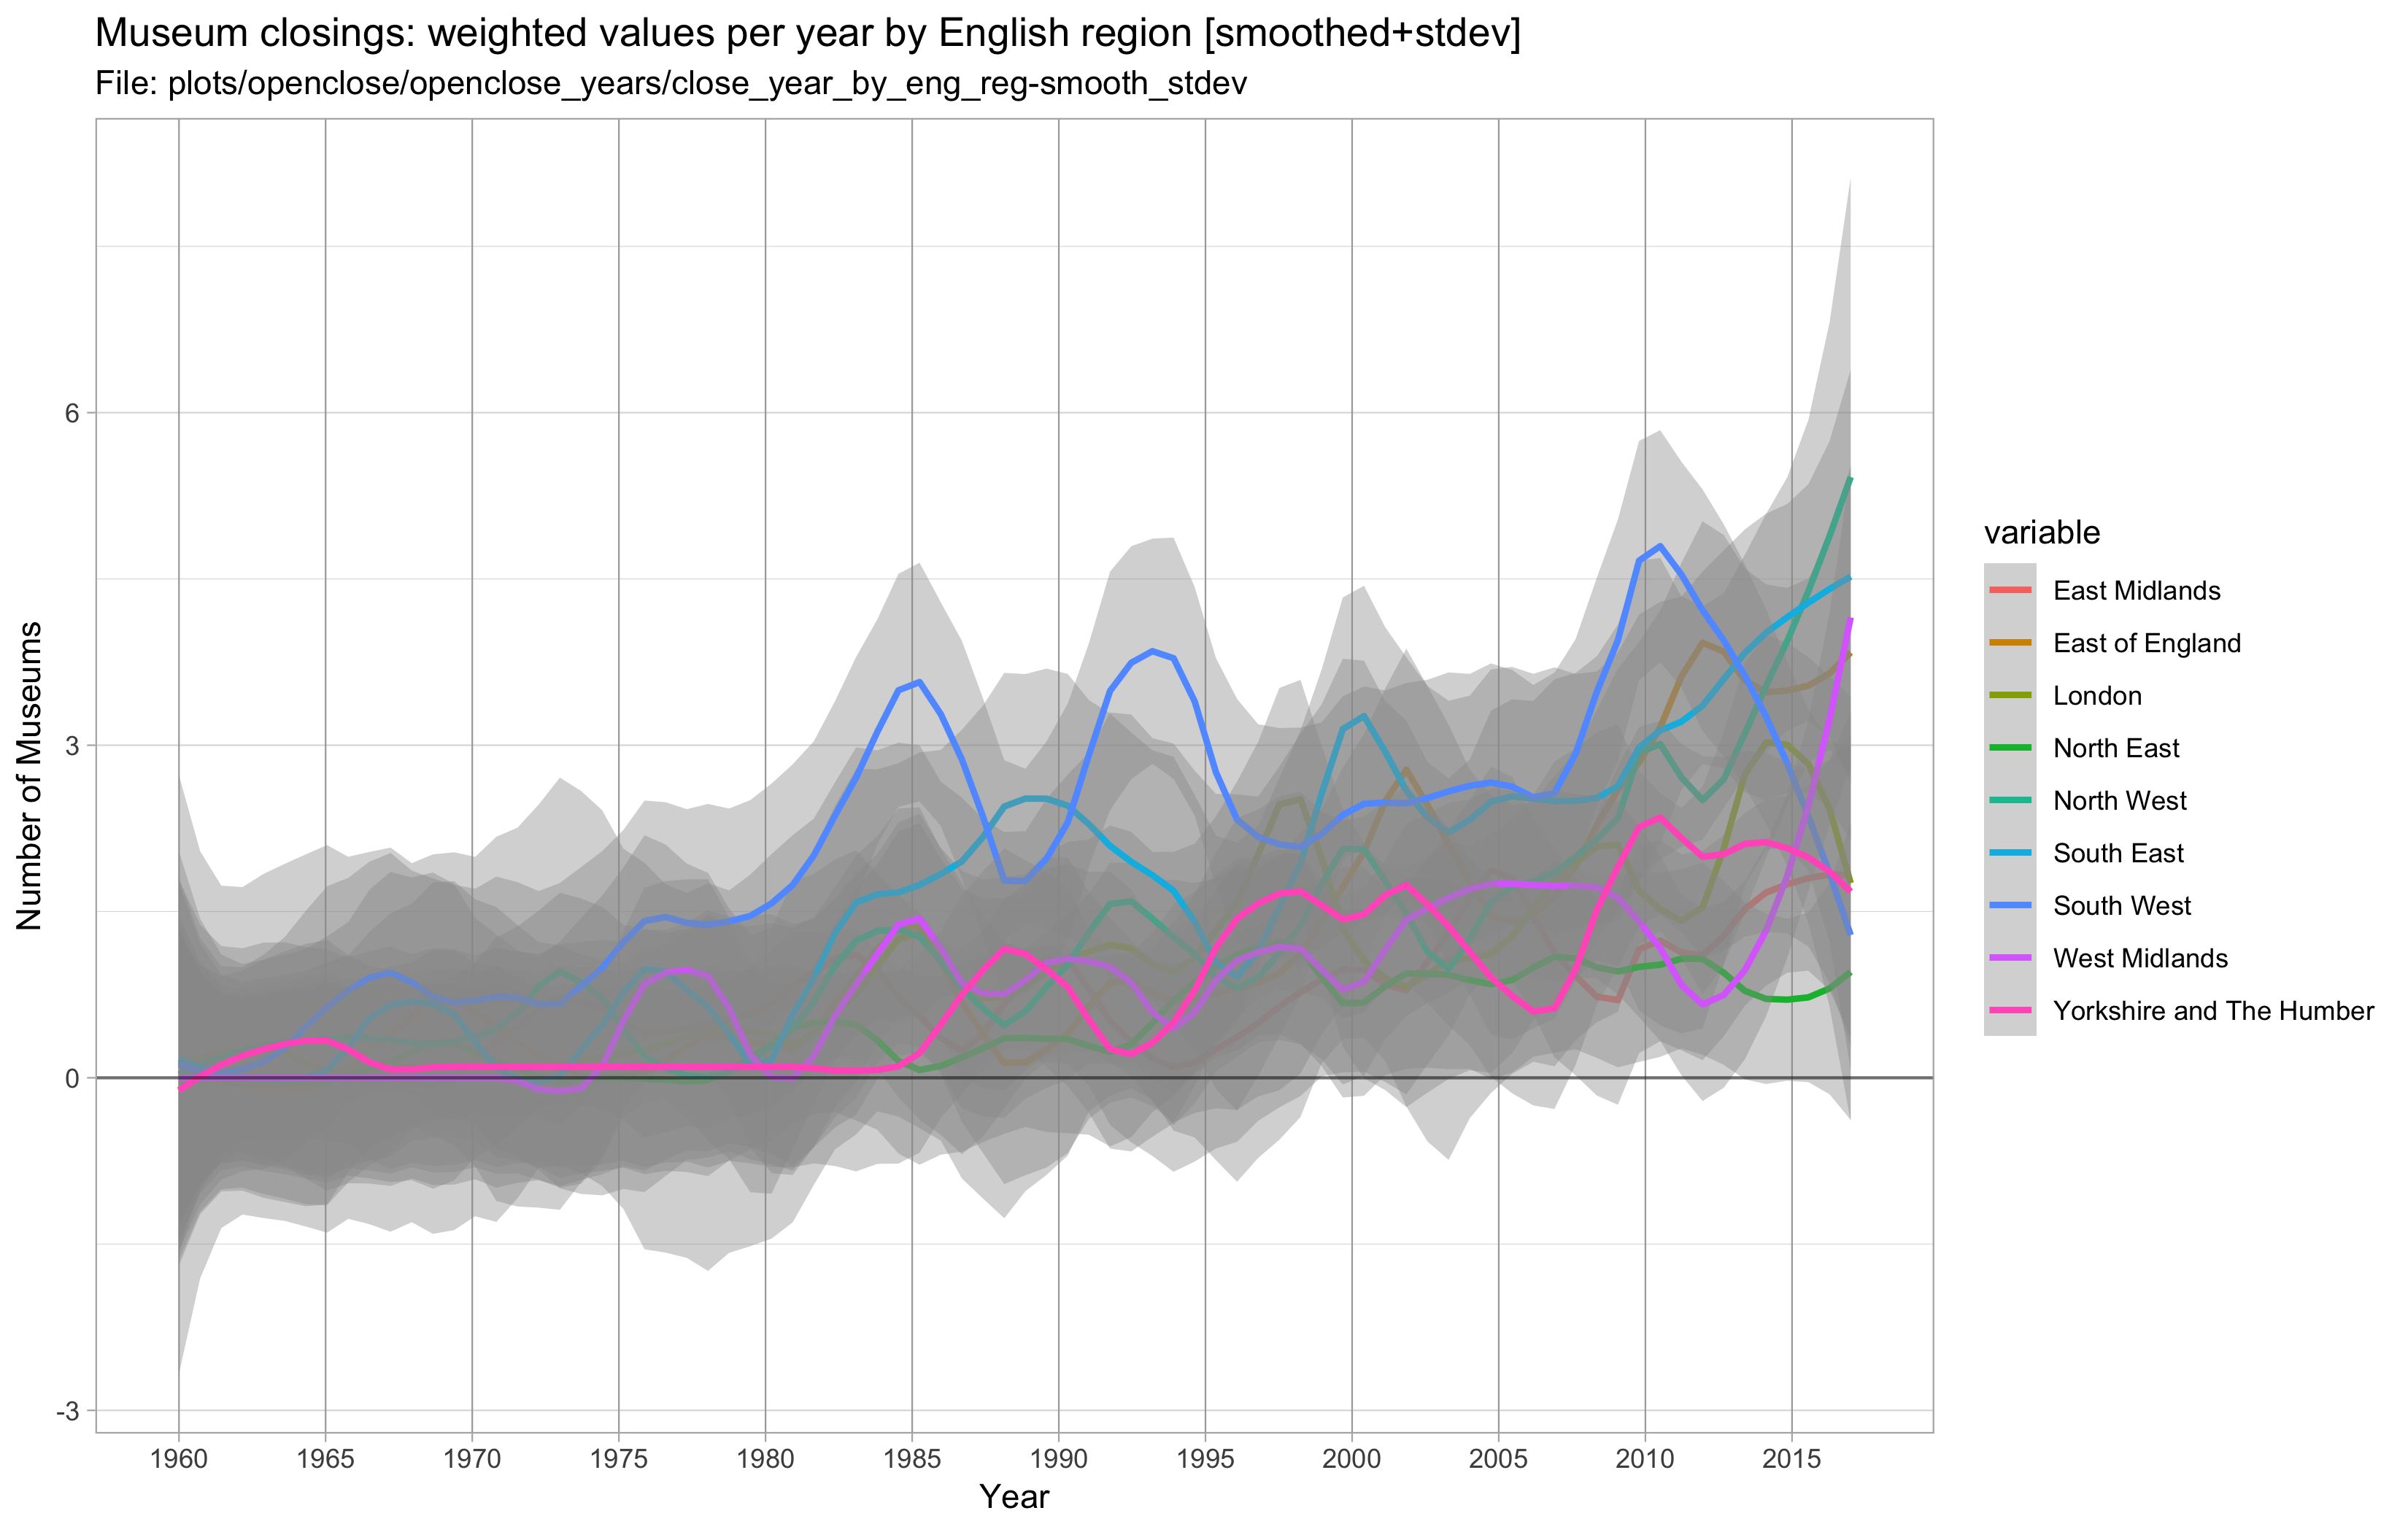 Museum closings: weighted values per year by English region [smoothed+stdev]
File: plots/openclose/openclose_years/close_year_by_eng_reg-smooth_stdev
Number of Museums
6
3
0
-3
1960 1965 1970 1975 1980 1985 1990 1995 2000 2005 2010 2015
Year
variable
East Midlands
East of England
London
North East
North West
South East
South West
West Midlands
Yorkshire and The Humber